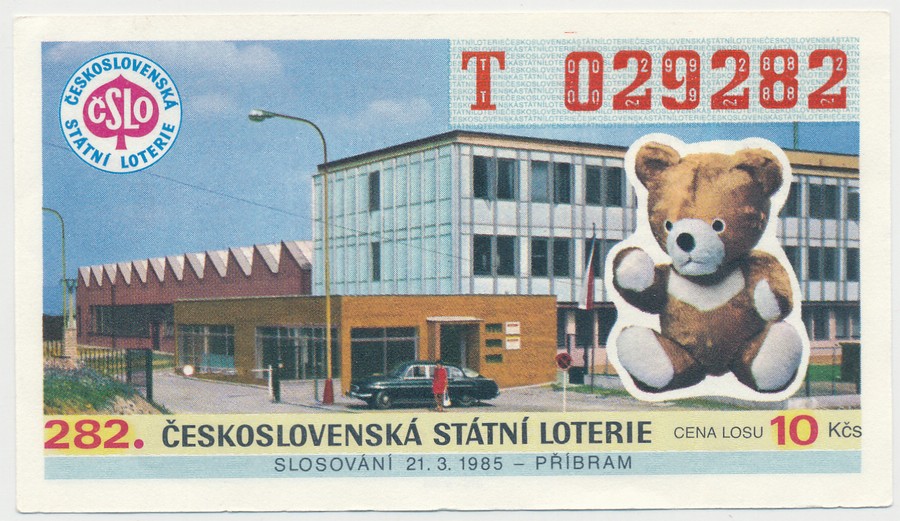 ČESKOSLOVENSKÁ
ČSLO
STÁTNÍ LOTERIE
T 029282
282. ČESKOSLOVENSKÁ STÁTNÍ LOTERIE CENA LOSU 10 Kčs
SLOSOVÁNÍ 21. 3. 1985 – PŘÍBRAM